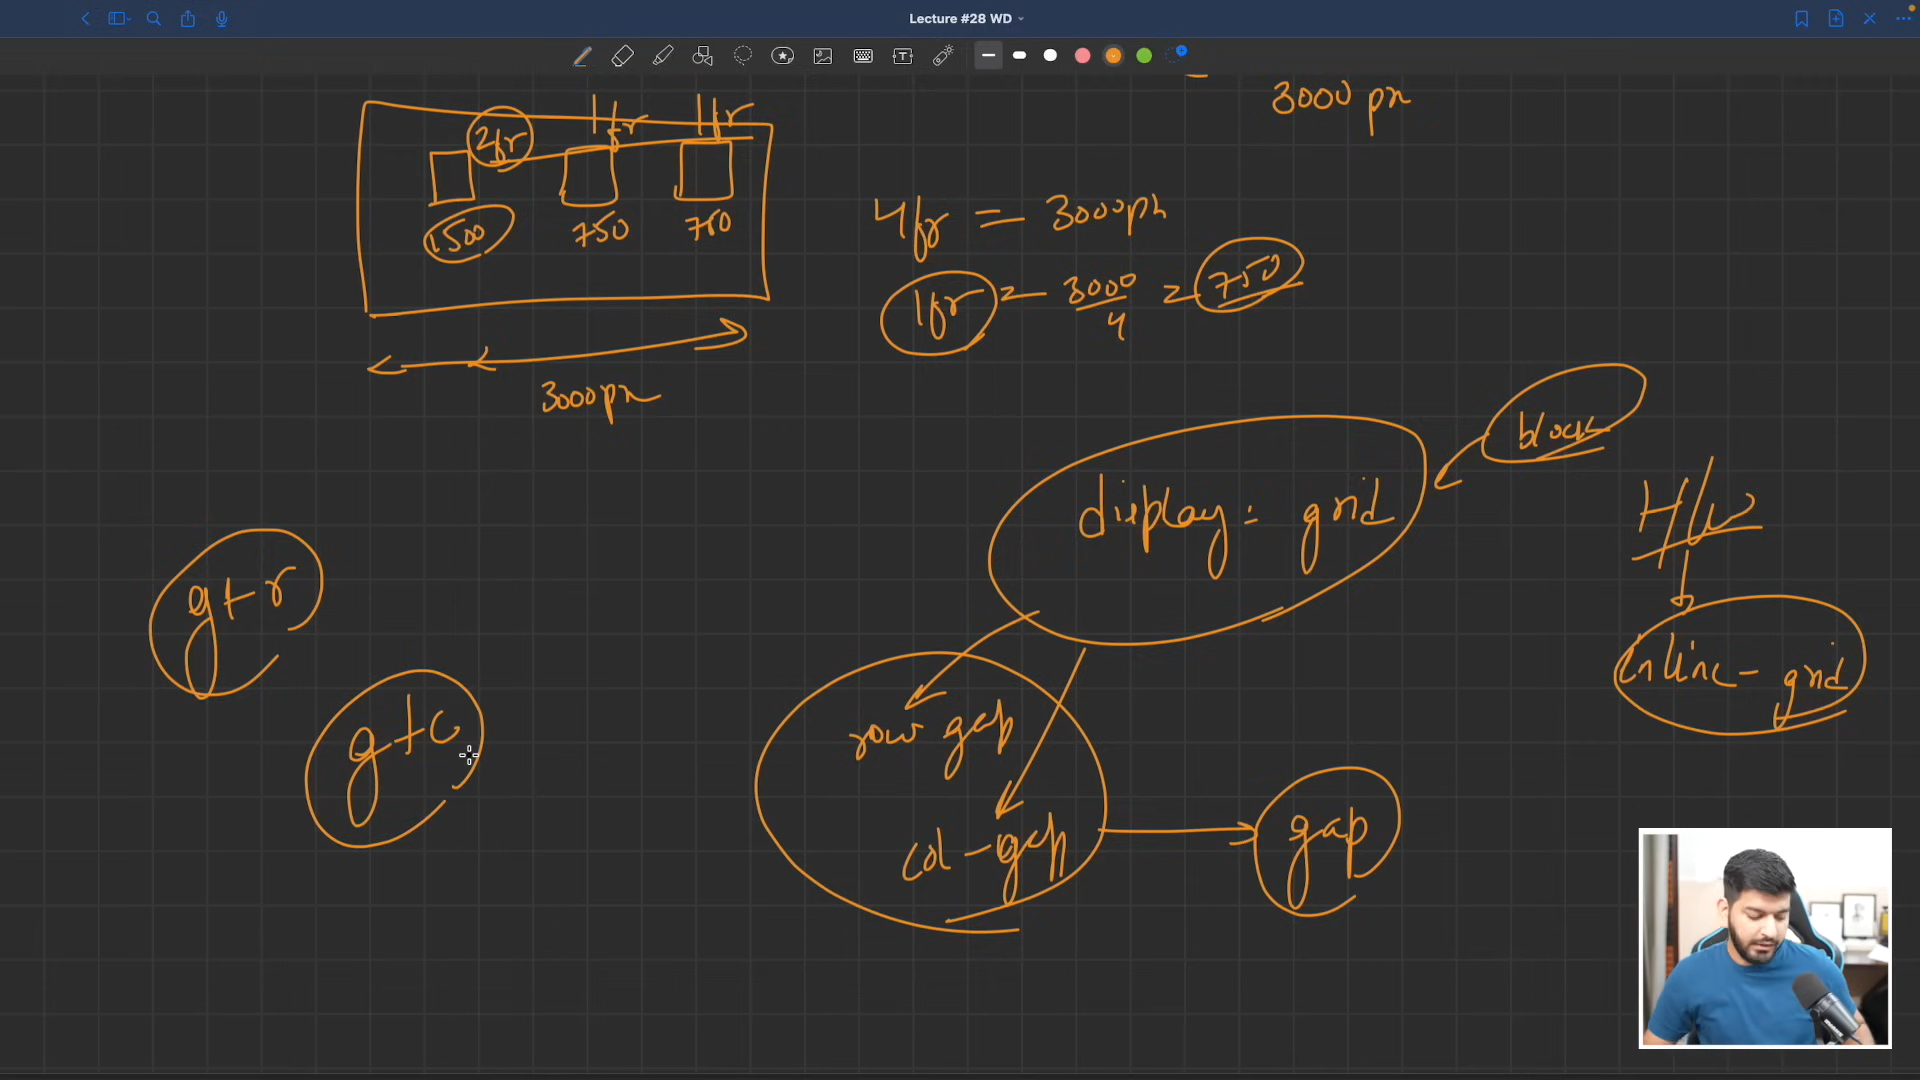 Lecture #28 WD
3000 px
2fr 1fr 1fr
1500 750 750
3000px
4fr = 3000px
1fr = 3000/4 = 750
block
display: grid
H/W
inline-grid
gtr
gtc
row gap
col-gap
gap